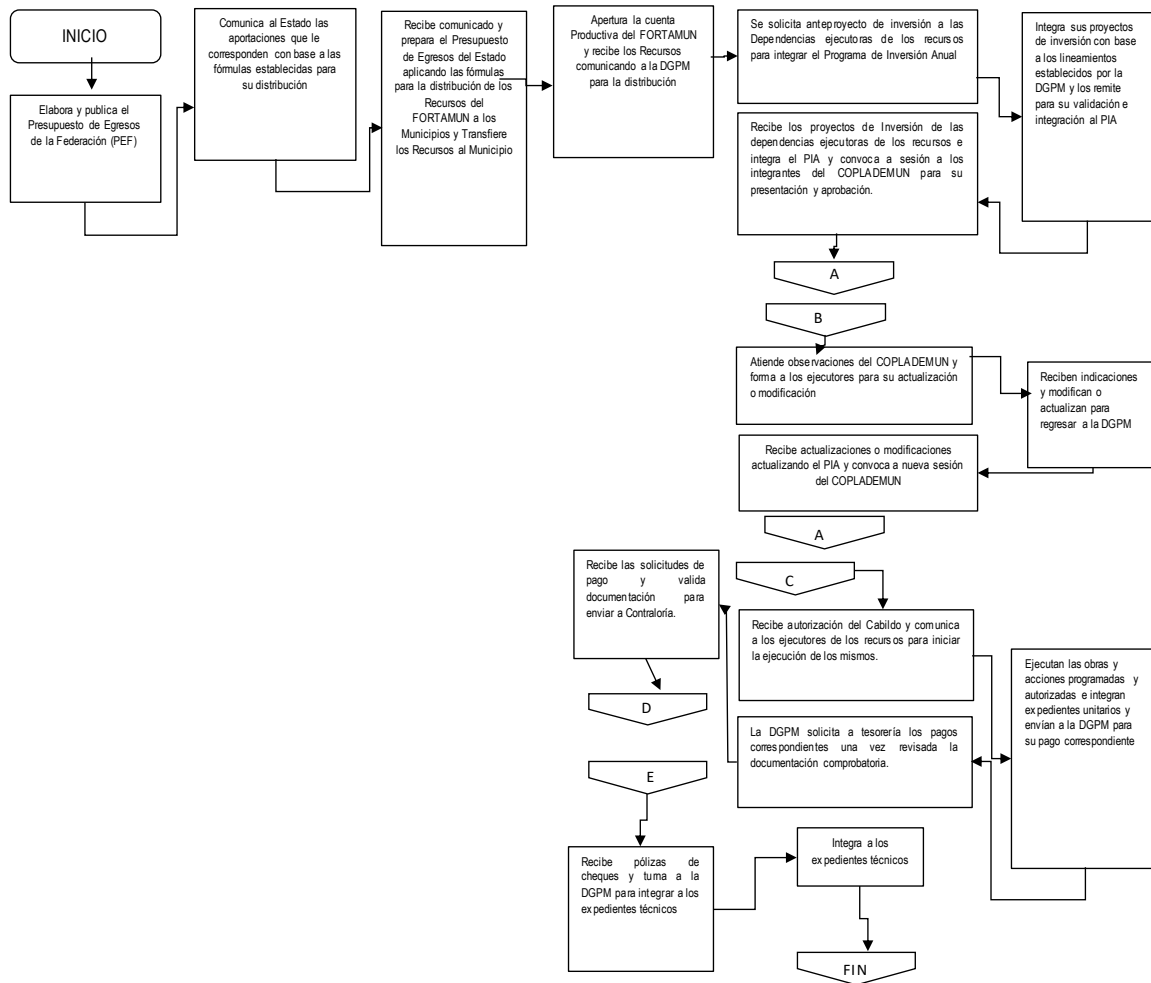 INICIO
Elabora y publica el
Presupuesto de Egresos
de la Federación (PEF)
Comunica al Estado las
aportaciones que le
corresponden con base a las
fórmulas establecidas para
su distribución
Recibe comunicado y
prepara el Presupuesto
de Egresos del Estado
aplicando las fórmulas
para la distribución de los
Recursos del
FORTAMUN a los
Municipios y Transfiere
los Recursos al Municipio
Apertura la cuenta
Productiva del FORTAMUN
y recibe los Recursos
comunicando a la DGPM
para la distribución
Se solicita anteproyecto de inversión a las
Dependencias ejecutoras de los recursos
para integrar el Programa de Inversión Anual
Integra sus proyectos
de inversión con base
a los lineamientos
establecidos por la
DGPM y los remite
para su validación e
integración al PIA
Recibe los proyectos de Inversión de las
dependencias ejecutoras de los recursos e
integra el PIA y convoca a sesión a los
integrantes del COPLADEMUN para su
presentación y aprobación.
A
B
Atiende observaciones del COPLADEMUN y
forma a los ejecutores para su actualización
o modificación
Reciben indicaciones
y modifican o
actualizan para
regresar a la DGPM
Recibe actualizaciones o modificaciones
actualizando el PIA y convoca a nueva sesión
del COPLADEMUN
A
C
Recibe autorización del Cabildo y comunica
a los ejecutores de los recursos para iniciar
la ejecución de los mismos.
Ejecutan las obras y
acciones programadas y
autorizadas e integran
expedientes unitarios y
envían a la DGPM para
su pago correspondiente
La DGPM solicita a tesorería los pagos
correspondientes una vez revisada la
documentación comprobatoria.
Recibe las solicitudes de
pago y valida
documentación para
enviar a Contraloría.
D
E
Recibe pólizas de
cheques y turna a la
DGPM para integrar a los
expedientes técnicos
Integra a los
expedientes técnicos
FIN